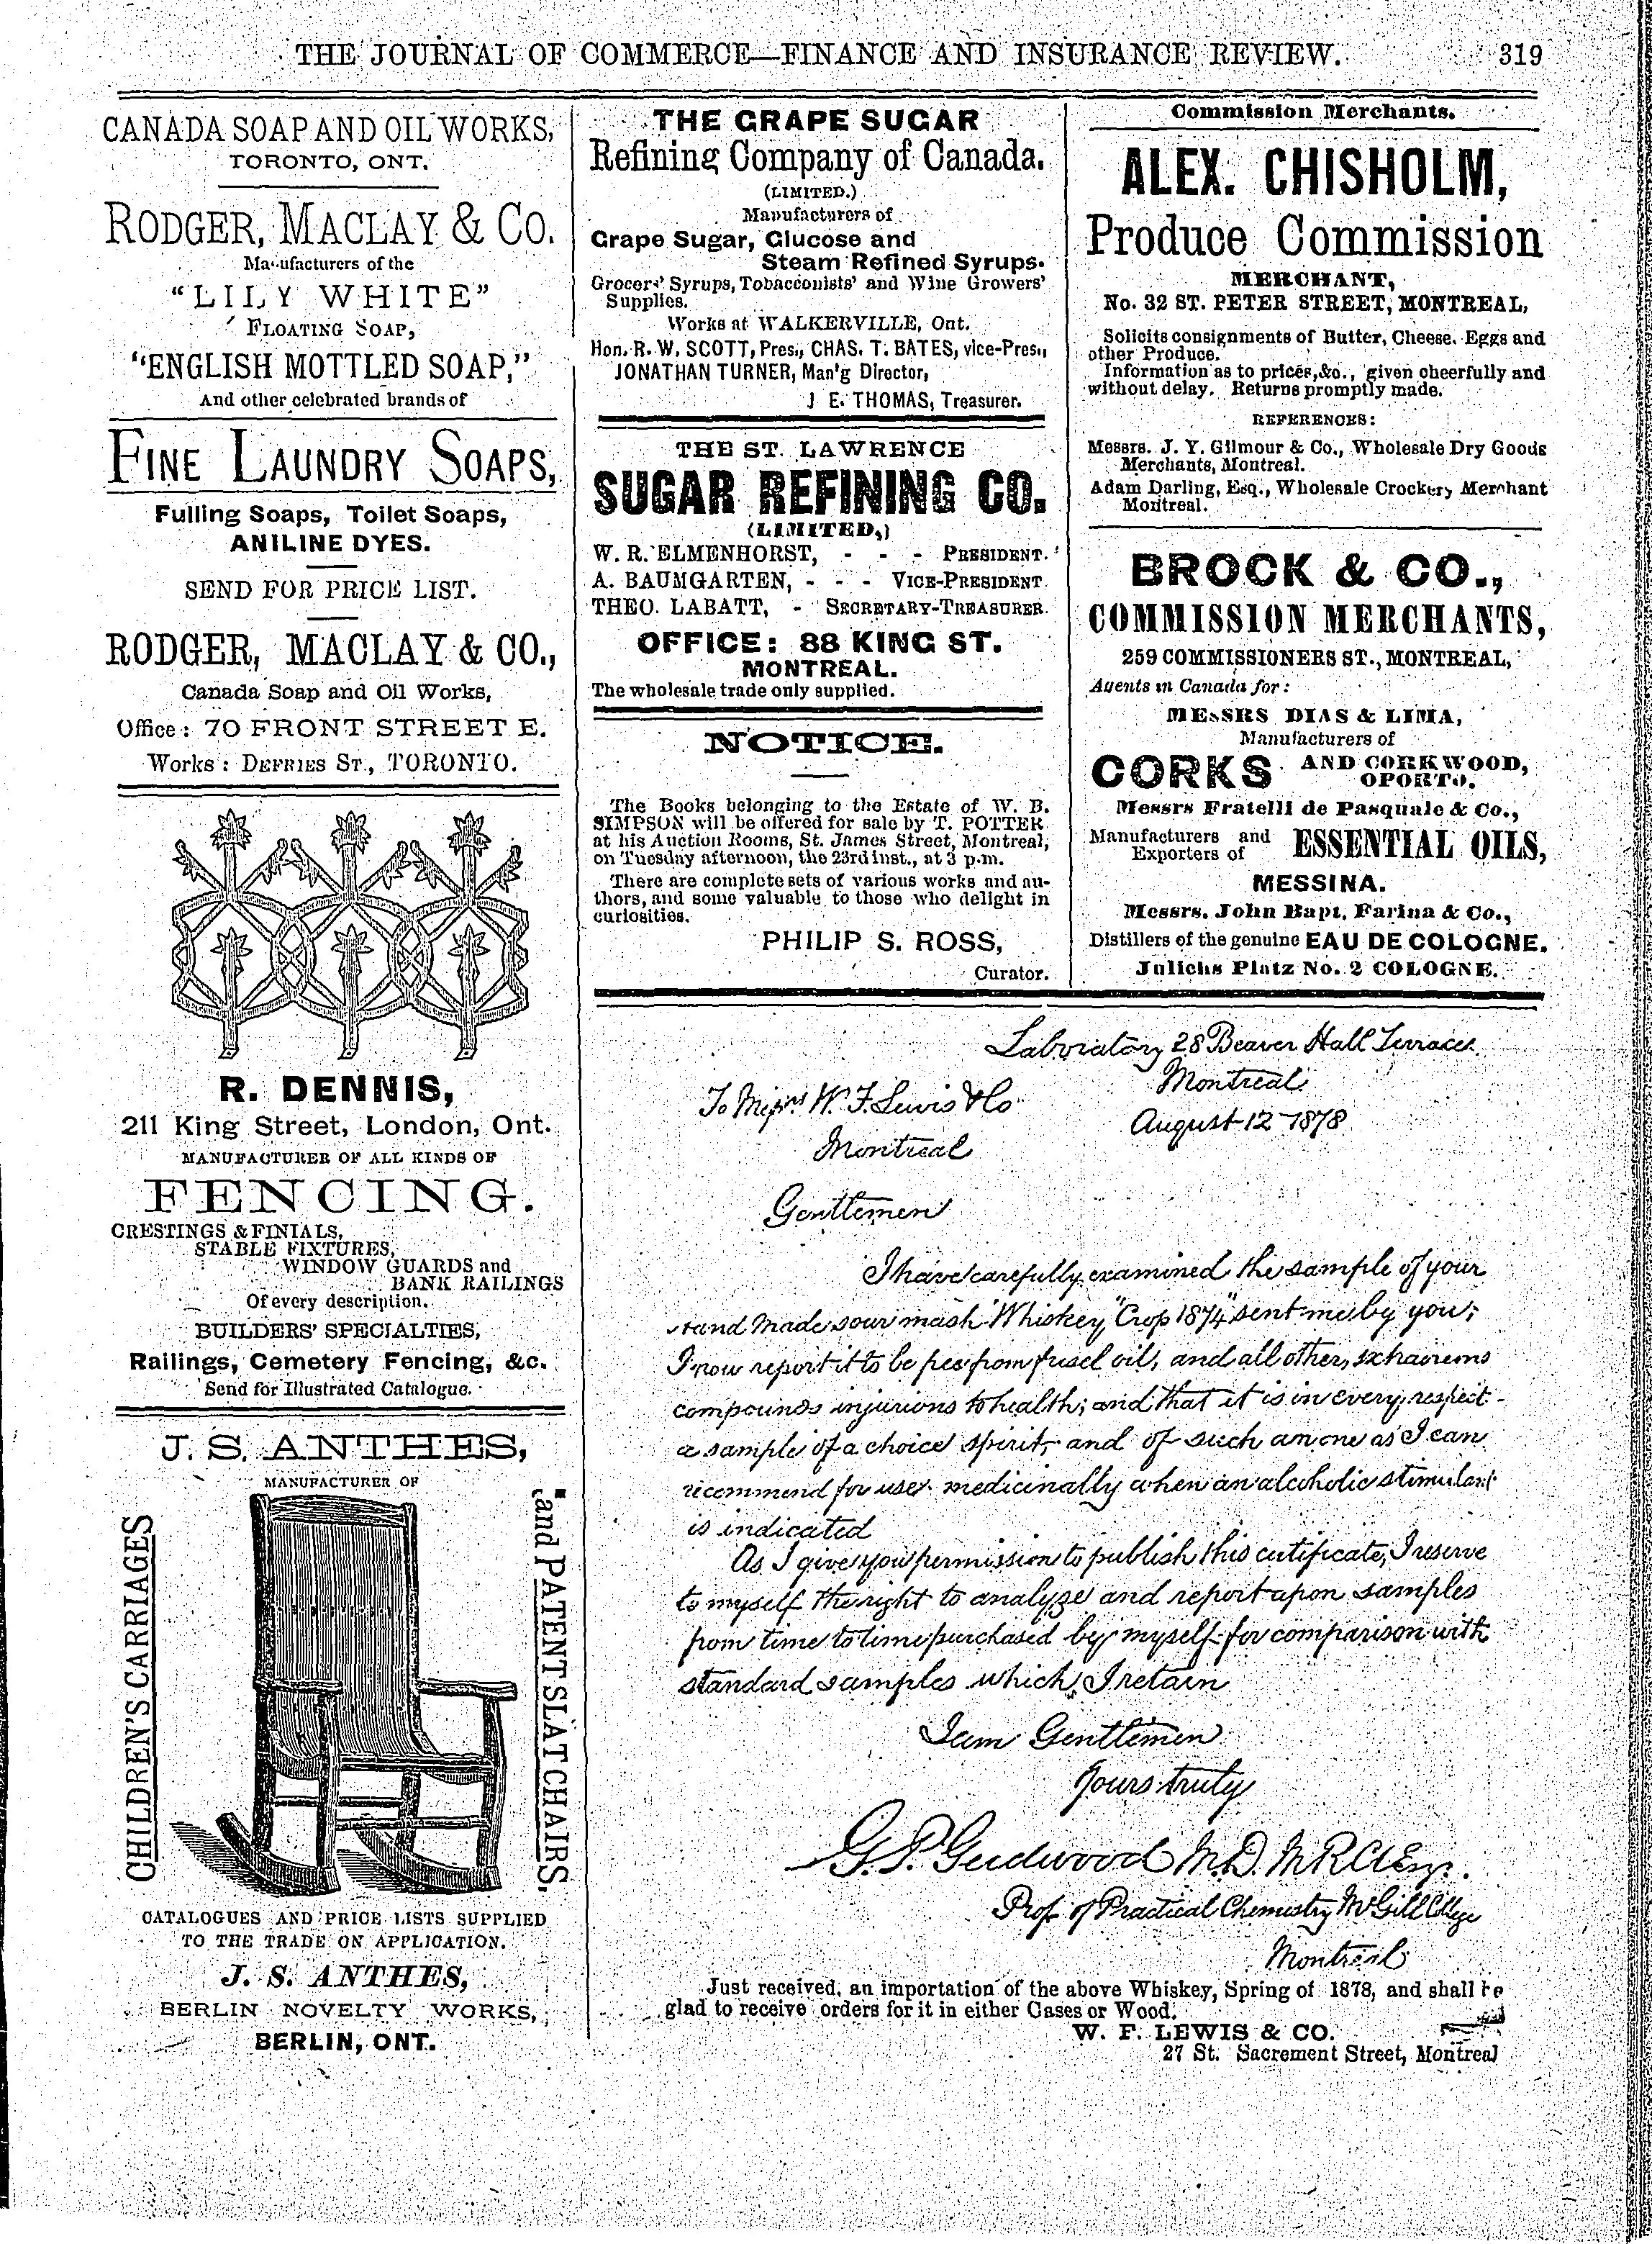 THE JOURNAL OF COMMERCE—FINANCE AND INSURANCE REVIEW. 319
CANADA SOAP AND OIL WORKS,
TORONTO, ONT.
RODGER, MACLAY & CO.
Manufacturers of the
"LILY WHITE"
FLOATING SOAP,
"ENGLISH MOTTLED SOAP,"
And other celebrated brands of
FINE LAUNDRY SOAPS,
Fulling Soaps, Toilet Soaps,
ANILINE DYES.
SEND FOR PRICE LIST.
RODGER, MACLAY & CO.,
Canada Soap and Oil Works,
Office: 70 FRONT STREET E.
Works: DEFRIES ST., TORONTO.
R. DENNIS,
211 King Street, London, Ont.
MANUFACTURER OF ALL KINDS OF
FENCING.
CRESTINGS & FINIALS,
STABLE FIXTURES,
WINDOW GUARDS and
BANK RAILINGS
Of every description.
BUILDERS' SPECIALTIES,
Railings, Cemetery Fencing, &c.
Send for Illustrated Catalogue.
J. S. ANTHES,
MANUFACTURER OF
CHILDREN'S CARRIAGES
and PATENT SLAT CHAIRS,
CATALOGUES AND PRICE LISTS SUPPLIED
TO THE TRADE ON APPLICATION.
J. S. ANTHES,
BERLIN NOVELTY WORKS,
BERLIN, ONT.
THE GRAPE SUGAR
Refining Company of Canada.
(LIMITED.)
Manufacturers of
Grape Sugar, Glucose and
Steam Refined Syrups.
Grocers' Syrups, Tobacconists' and Wine Growers'
Supplies.
Works at WALKERVILLE, Ont.
Hon. R. W. SCOTT, Pres., CHAS. T. BATES, vice-Pres.,
JONATHAN TURNER, Man'g Director,
J E. THOMAS, Treasurer.
THE ST. LAWRENCE
SUGAR REFINING CO.
(LIMITED,)
W. R. ELMENHORST, - - - PRESIDENT.
A. BAUMGARTEN, - - - VICE-PRESIDENT
THEO. LABATT, - SECRETARY-TREASURER.
OFFICE: 88 KING ST.
MONTREAL.
The wholesale trade only supplied.
NOTICE.
The Books belonging to the Estate of W. B.
SIMPSON will be offered for sale by T. POTTER
at his Auction Rooms, St. James Street, Montreal,
on Tuesday afternoon, the 23rd inst., at 3 p.m.
There are complete sets of various works and au-
thors, and some valuable to those who delight in
curiosities.
PHILIP S. ROSS,
Curator.
Commission Merchants.
ALEX. CHISHOLM,
Produce Commission
MERCHANT,
No. 32 ST. PETER STREET, MONTREAL,
Solicits consignments of Butter, Cheese, Eggs and
other Produce.
Information as to prices, &c., given cheerfully and
without delay. Returns promptly made.
REFERENCES:
Messrs. J. Y. Gilmour & Co., Wholesale Dry Goods
Merchants, Montreal.
Adam Darling, Esq., Wholesale Crockery Merchant
Montreal.
BROCK & CO.,
COMMISSION MERCHANTS,
259 COMMISSIONERS ST., MONTREAL,
Agents in Canada for:
MESSRS DIAS & LIMA,
Manufacturers of
CORKS AND CORKWOOD,
OPORTO.
Messrs Fratelli de Pasquale & Co.,
Manufacturers and
Exporters of ESSENTIAL OILS,
MESSINA.
Messrs. John Bapt. Farina & Co.,
Distillers of the genuine EAU DE COLOGNE.
Julichs Platz No. 2 COLOGNE.
Laboratory 28 Beaver Hall Terrace
Montreal
August 12 1878
To Messrs W. F. Lewis & Co
Montreal
Gentlemen
I have carefully examined the sample of your
Hand Made sour mash Whiskey, "Crop 1874" sent me by you;
I now report it to be free from fusel oil, and all other
compounds injurious to health; and that it is in every respect
a sample of a choice spirit, and of such an one as I can
recommend for use medicinally when an alcoholic stimulant
is indicated
As I give you permission to publish this certificate, I reserve
to myself the right to analyze and report upon samples
from time to time purchased by myself for comparison with
standard samples which I retain
I am Gentlemen
Yours truly
G. P. Girdwood M.D. M.R.C.S. Eng.
Prof of Practical Chemistry McGill College
Montreal
Just received, an importation of the above Whiskey, Spring of 1878, and shall be
glad to receive orders for it in either Cases or Wood.
W. F. LEWIS & CO.
27 St. Sacrement Street, Montreal